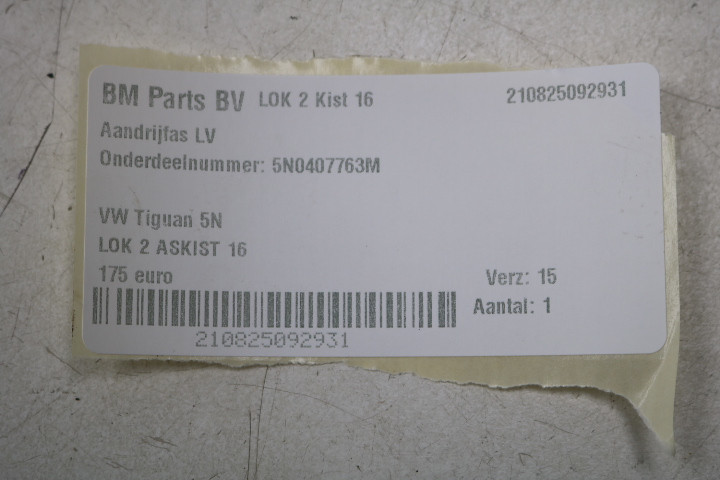 BM Parts BV LOK 2 Kist 16 210825092931
Aandrijfas LV
Onderdeelnummer: 5N0407763M
VW Tiguan 5N
LOK 2 ASKIST 16
175 euro Verz: 15
Aantal: 1
210825092931